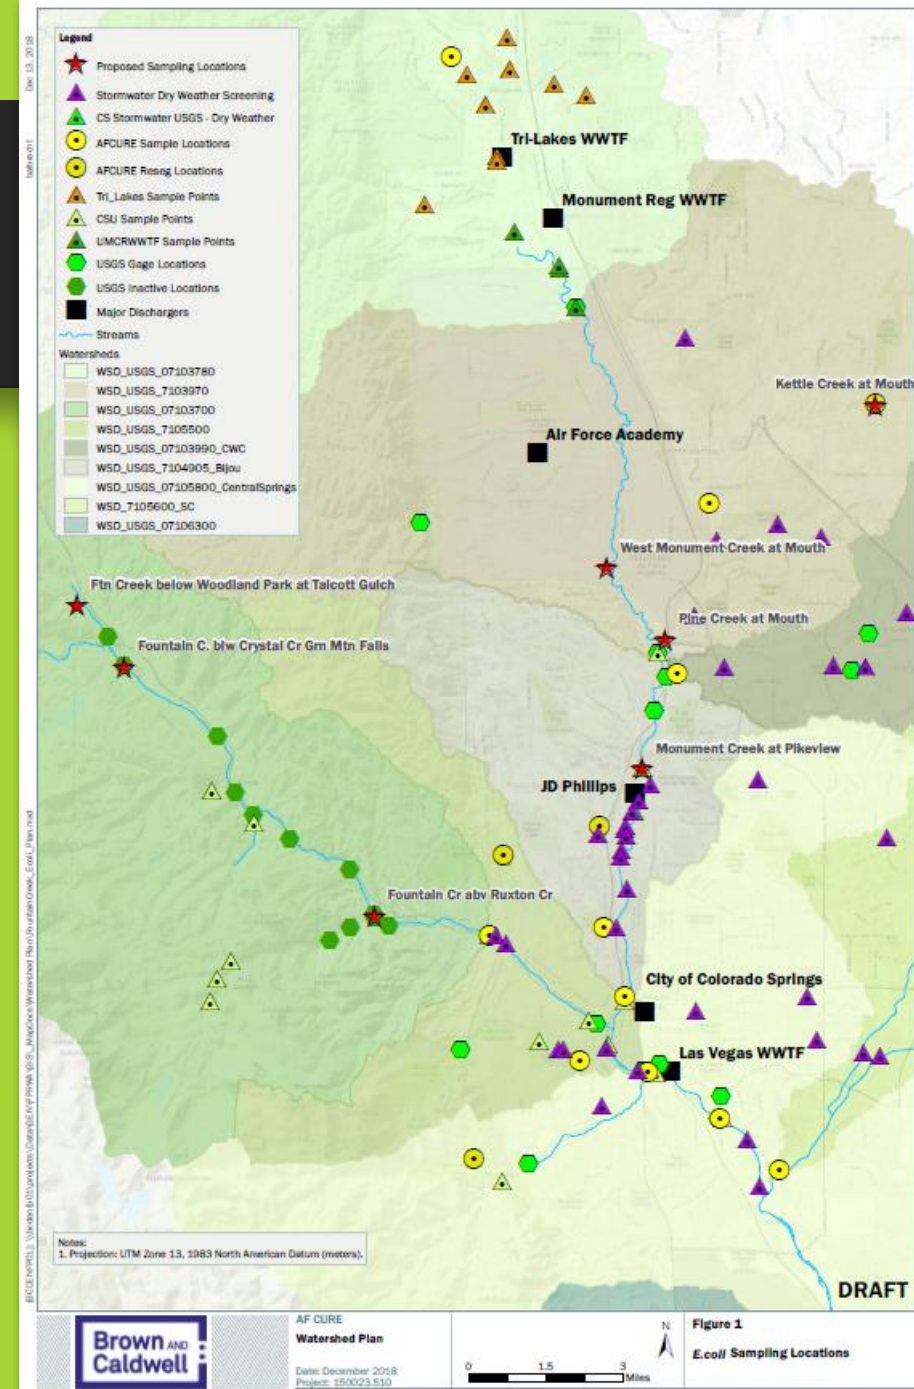 Legend
Proposed Sampling Locations
Stormwater Dry Weather Screening
CS Stormwater USGS - Dry Weather
AFCURE Sample Locations
AFCURE Reseg Locations
Tri_Lakes Sample Points
CSU Sample Points
UMCRWWTF Sample Points
USGS Gage Locations
USGS Inactive Locations
Major Dischargers
Streams
Watersheds
WSD_USGS_07103780
WSD_USGS_7103970
WSD_USGS_07103700
WSD_USGS_7105500
WSD_USGS_07103990_CWC
WSD_USGS_7104905_Bijou
WSD_USGS_07105800_CentralSprings
WSD_7105600_SC
WSD_USGS_07106300
Dec 13, 2018
Tri-Lakes WWTF
Monument Reg WWTF
Kettle Creek at Mouth
Air Force Academy
West Monument Creek at Mouth
Ftn Creek below Woodland Park at Talcott Gulch
Pine Creek at Mouth
Fountain C. blw Crystal Cr Grn Mtn Falls
Monument Creek at Pikeview
JD Phillips
Fountain Cr abv Ruxton Cr
City of Colorado Springs
Las Vegas WWTF
Notes:
1. Projection: UTM Zone 13, 1983 North American Datum (meters).
DRAFT
Brown AND
Caldwell
AF CURE
Watershed Plan
Date: December 2018
Project: 150023.510
N
0 1.5 3
Miles
Figure 1
E.coli Sampling Locations